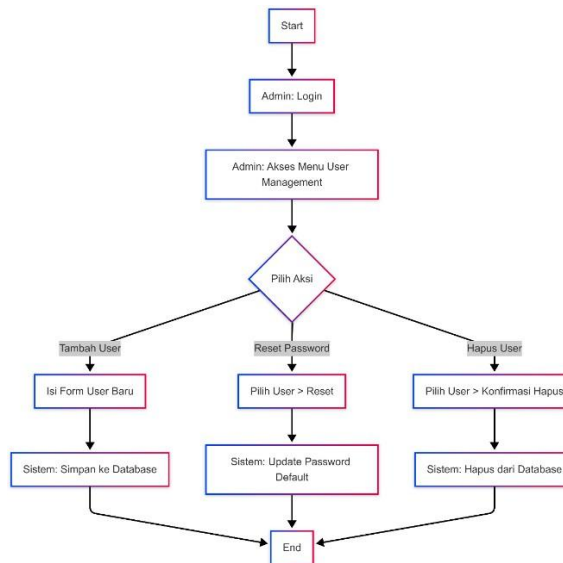 Start
Admin: Login
Admin: Akses Menu User
Management
Pilih Aksi
Tambah User
Reset Password
Hapus User
Isi Form User Baru
Pilih User > Reset
Pilih User > Konfirmasi Hapus
Sistem: Simpan ke Database
Sistem: Update Password
Default
Sistem: Hapus dari Database
End